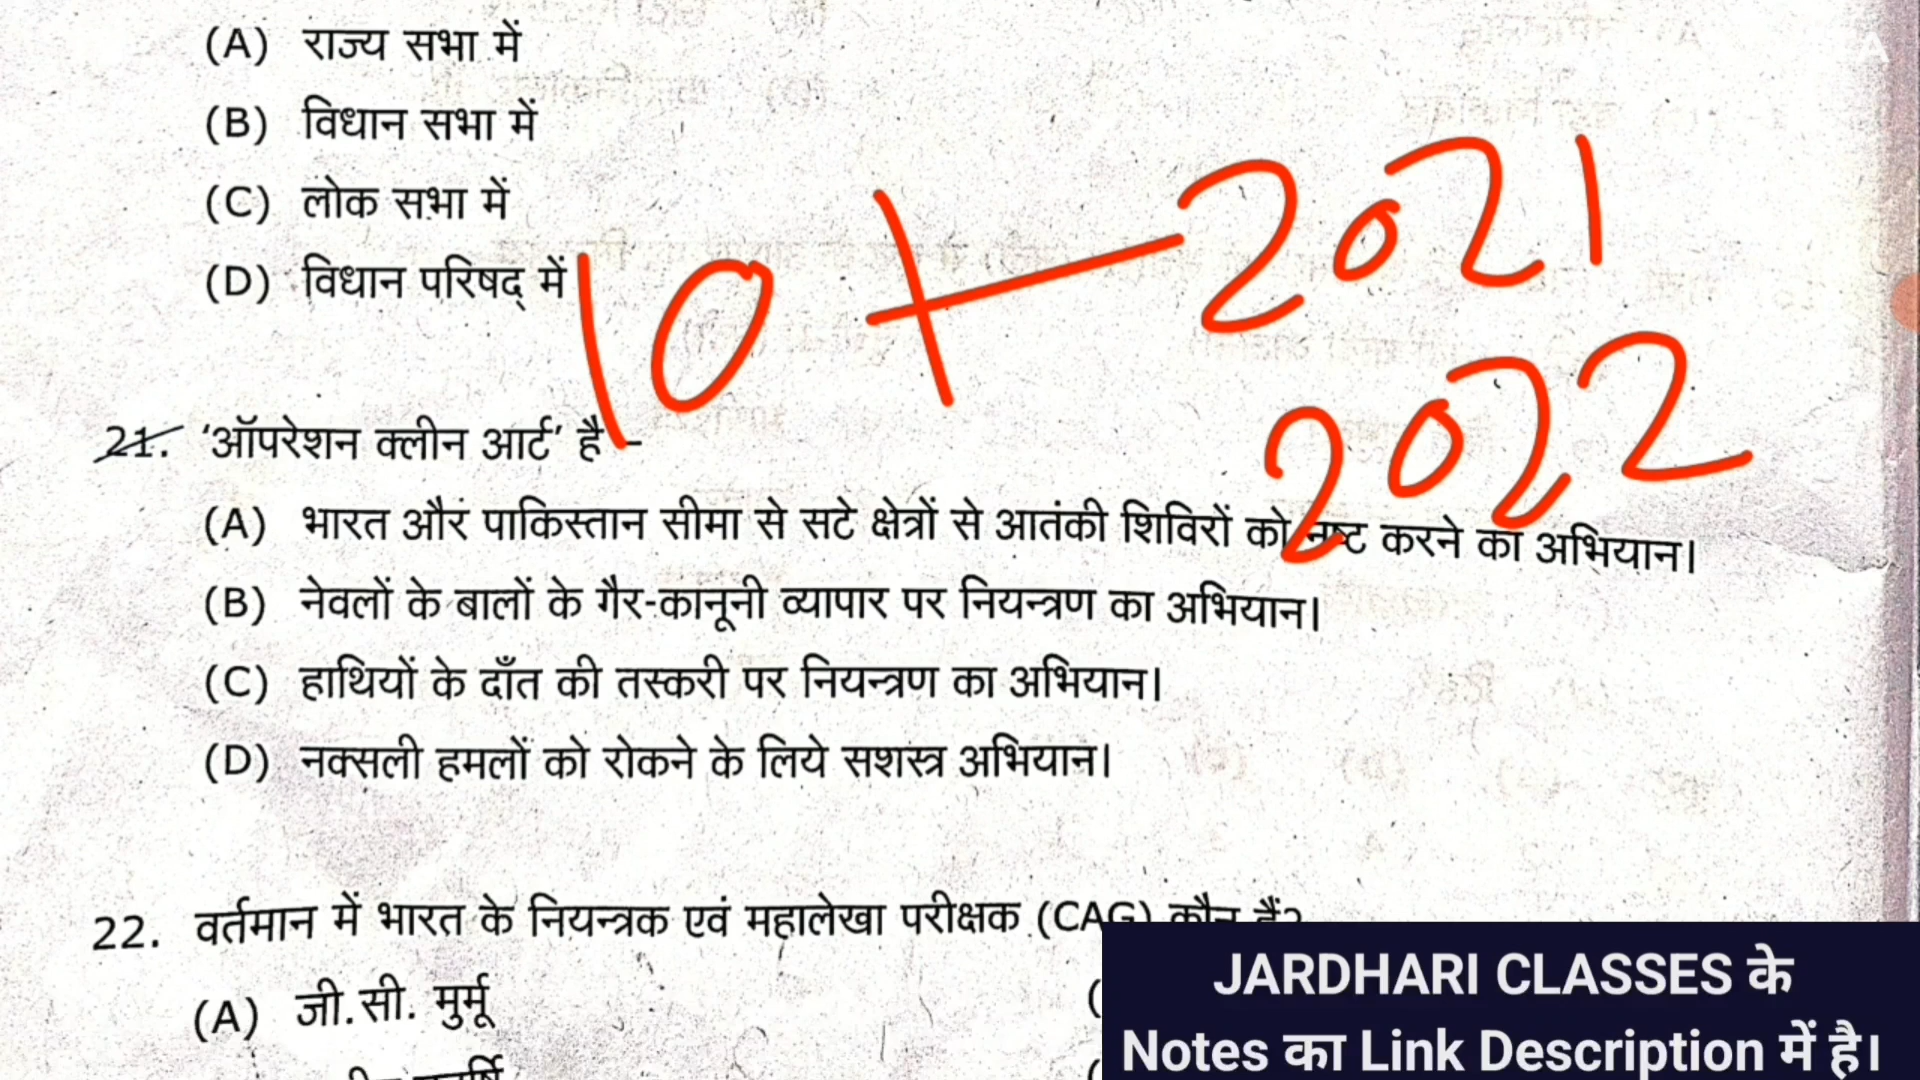 (A) राज्य सभा में
(B) विधान सभा में
(C) लोक सभा में
(D) विधान परिषद् में
10+ 2021
2022
21. ‘ऑपरेशन क्लीन आर्ट’ है –
(A) भारत और पाकिस्तान सीमा से सटे क्षेत्रों से आतंकी शिविरों को नष्ट करने का अभियान।
(B) नेवलों के बालों के गैर-कानूनी व्यापार पर नियन्त्रण का अभियान।
(C) हाथियों के दाँत की तस्करी पर नियन्त्रण का अभियान।
(D) नक्सली हमलों को रोकने के लिये सशस्त्र अभियान।
22. वर्तमान में भारत के नियन्त्रक एवं महालेखा परीक्षक (CAG) कौन हैं?
(A) जी.सी. मुर्मू
JARDHARI CLASSES के
Notes का Link Description में है।